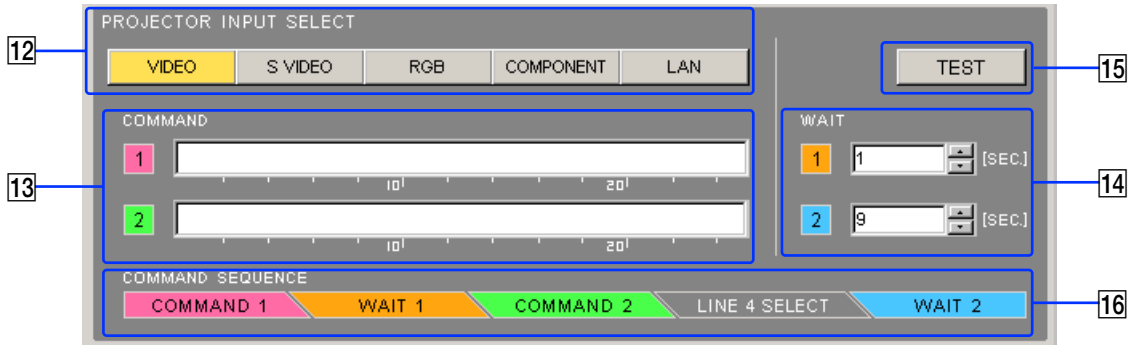 PROJECTOR INPUT SELECT
12
VIDEO S VIDEO RGB COMPONENT LAN
TEST
15
COMMAND
WAIT
1
1 1 [SEC.]
10 20
13
14
2
2 9 [SEC.]
10 20
COMMAND SEQUENCE
COMMAND 1 WAIT 1 COMMAND 2 LINE 4 SELECT WAIT 2
16